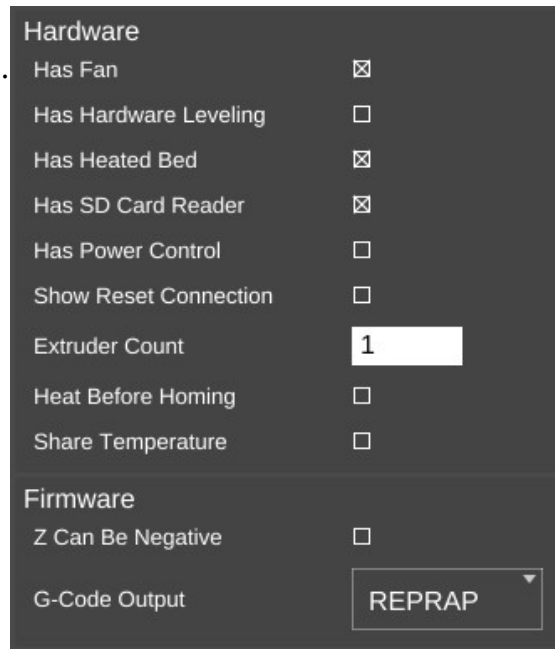 Hardware
Has Fan
Has Hardware Leveling
Has Heated Bed
Has SD Card Reader
Has Power Control
Show Reset Connection
Extruder Count 1
Heat Before Homing
Share Temperature
Firmware
Z Can Be Negative
G-Code Output REPRAP